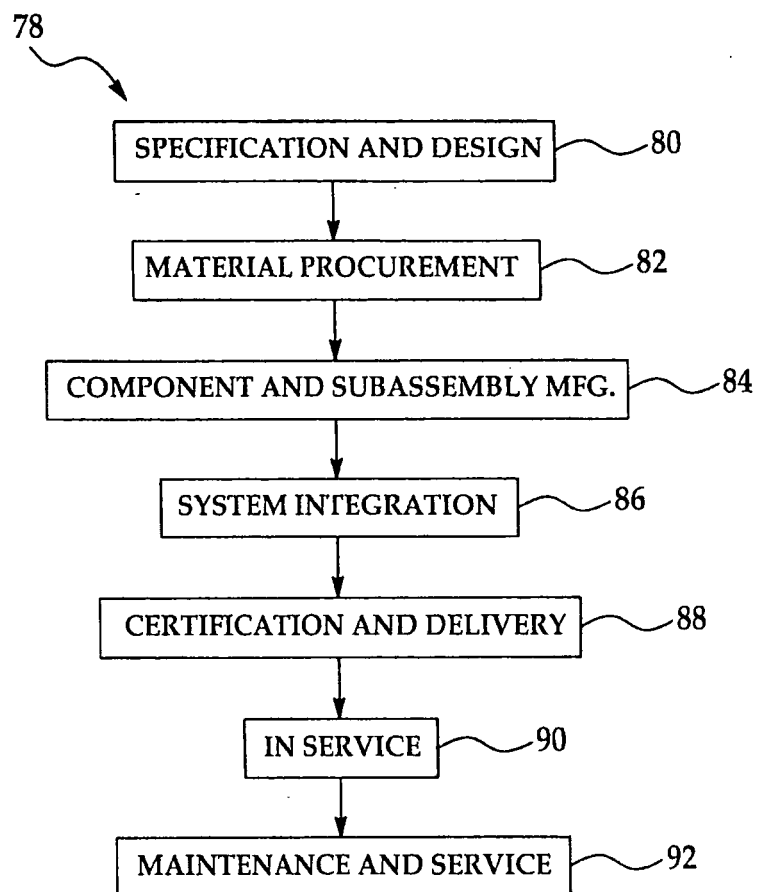 78
SPECIFICATION AND DESIGN 80
MATERIAL PROCUREMENT 82
COMPONENT AND SUBASSEMBLY MFG. 84
SYSTEM INTEGRATION 86
CERTIFICATION AND DELIVERY 88
IN SERVICE 90
MAINTENANCE AND SERVICE 92